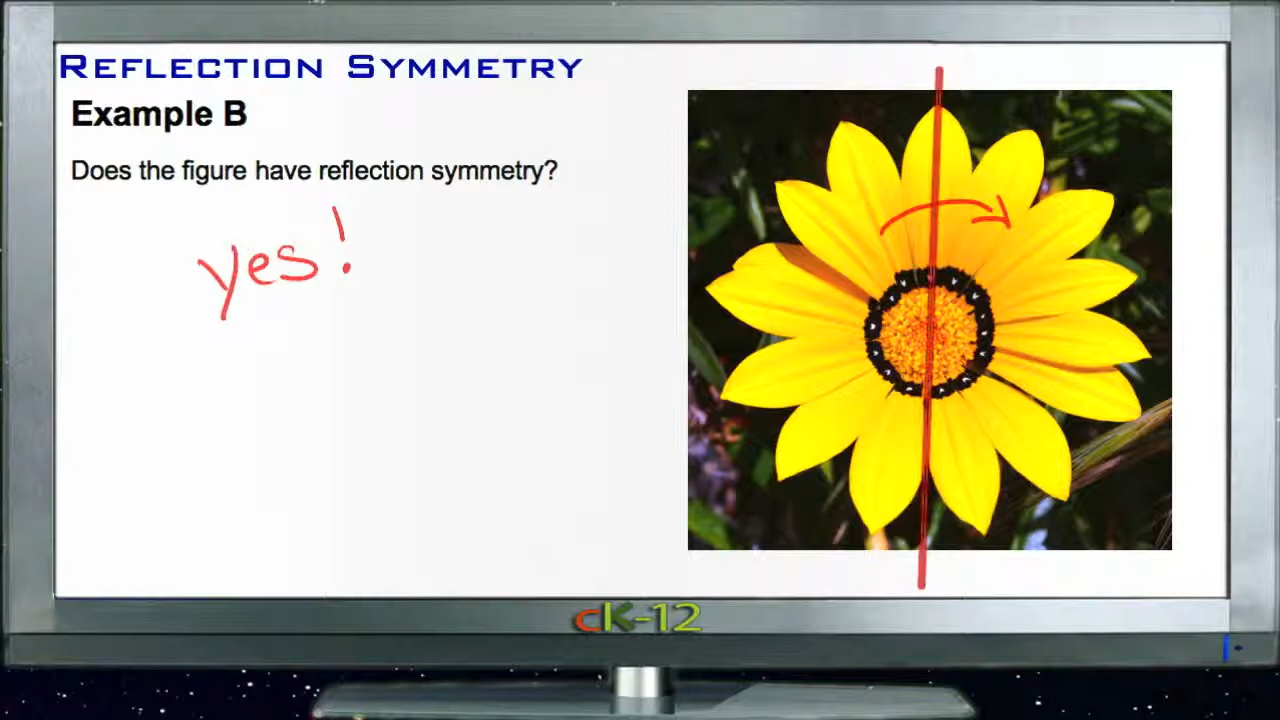 Reflection Symmetry
Example B
Does the figure have reflection symmetry?
yes!
cK-12